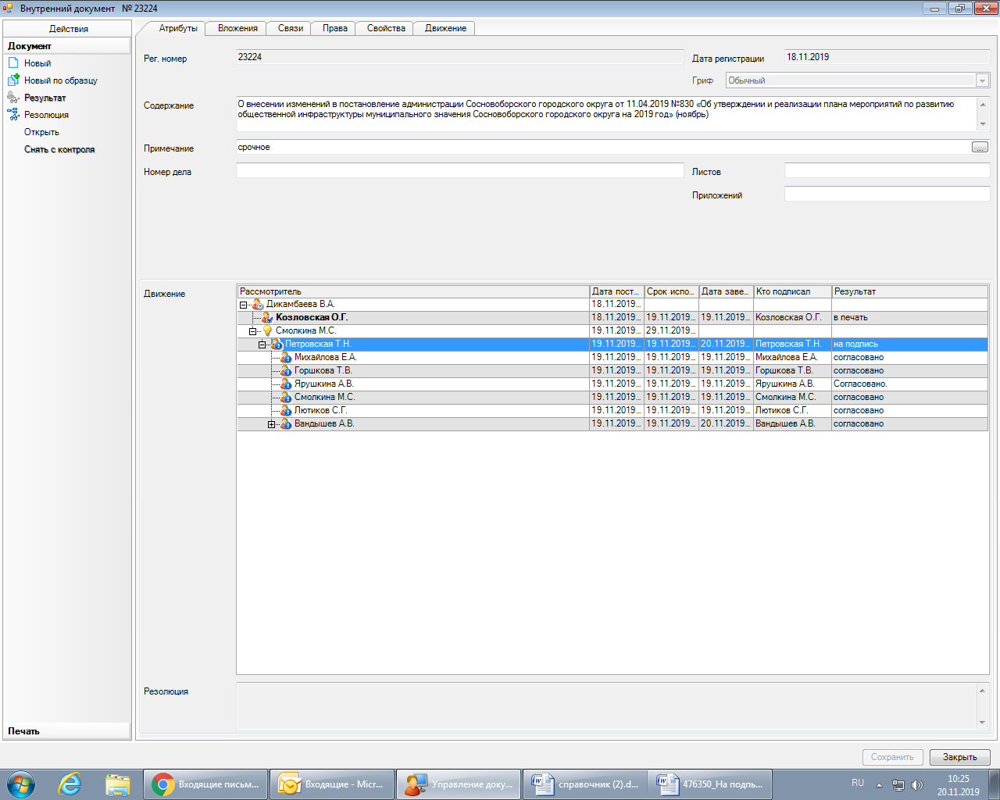 Внутренний документ № 23224
Действия
Документ
Новый
Новый по образцу
Результат
Резолюция
Открыть
Снять с контроля
Печать
Атрибуты Вложения Связи Права Свойства Движение
Рег. номер 23224 Дата регистрации 18.11.2019
Гриф Обычный
Содержание О внесении изменений в постановление администрации Сосновоборского городского округа от 11.04.2019 №830 «Об утверждении и реализации плана мероприятий по развитию
общественной инфраструктуры муниципального значения Сосновоборского городского округа на 2019 год» (ноябрь)
Примечание срочное ...
Номер дела Листов
Приложений
Движение
Рассмотритель Дата пост... Срок испо... Дата заве... Кто подписал Результат
Дикамбаева В.А. 18.11.2019...
Козловская О.Г. 18.11.2019... 19.11.2019... 19.11.2019... Козловская О.Г. в печать
Смолкина М.С. 19.11.2019... 29.11.2019...
Петровская Т.Н. 19.11.2019... 19.11.2019... 20.11.2019... Петровская Т.Н. на подпись
Михайлова Е.А. 19.11.2019... 19.11.2019... 19.11.2019... Михайлова Е.А. согласовано
Горшкова Т.В. 19.11.2019... 19.11.2019... 19.11.2019... Горшкова Т.В. согласовано
Ярушкина А.В. 19.11.2019... 19.11.2019... 19.11.2019... Ярушкина А.В. Согласовано.
Смолкина М.С. 19.11.2019... 19.11.2019... 19.11.2019... Смолкина М.С. согласовано
Лютиков С.Г. 19.11.2019... 19.11.2019... 19.11.2019... Лютиков С.Г. согласовано
Вандышев А.В. 19.11.2019... 19.11.2019... 20.11.2019... Вандышев А.В. согласовано
Резолюция
Сохранить Закрыть
Входящие письм... Входящие - Micr... Управление доку... справочник (2).d... 476350_На подпь... RU 10:25
20.11.2019